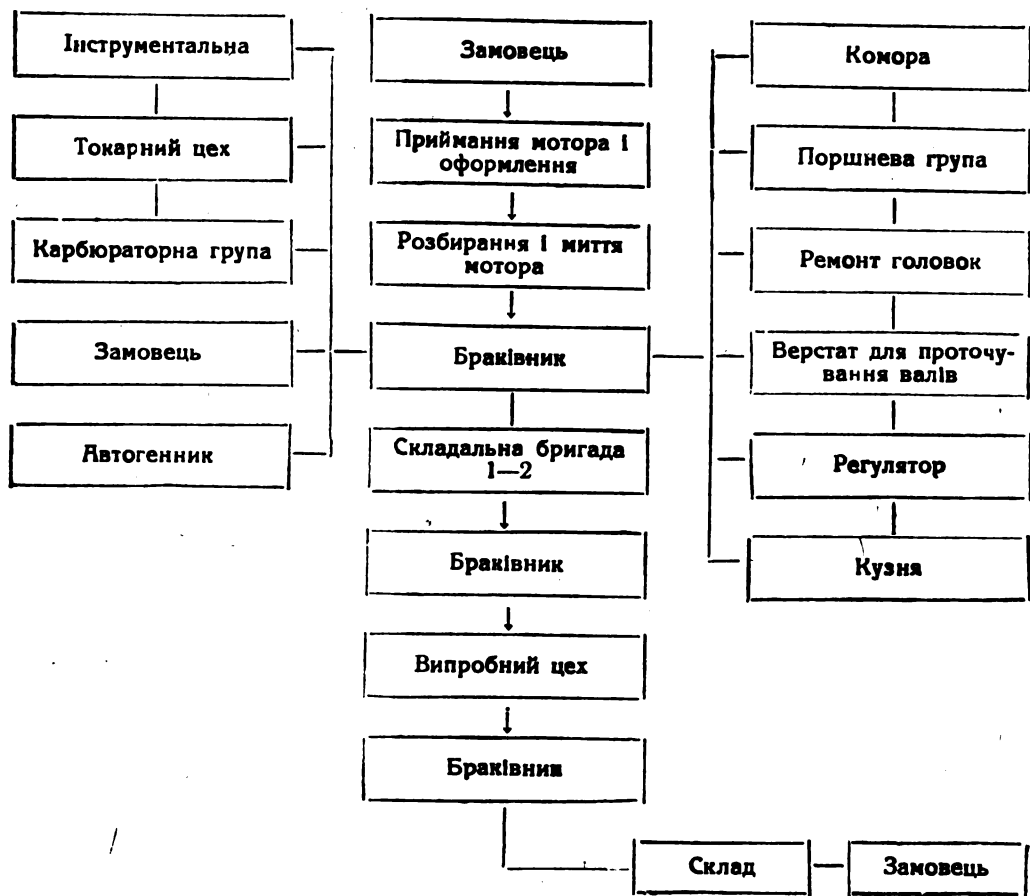 Інструментальна
Токарний цех
Карбюраторна група
Замовець
Автогенник
Замовець
Приймання мотора і
оформлення
Розбирання і миття
мотора
Браківник
Складальна бригада
1—2
Браківник
Випробний цех
Браківник
Комора
Поршнева група
Ремонт головок
Верстат для проточу-
вання валів
Регулятор
Кузня
Склад
Замовець